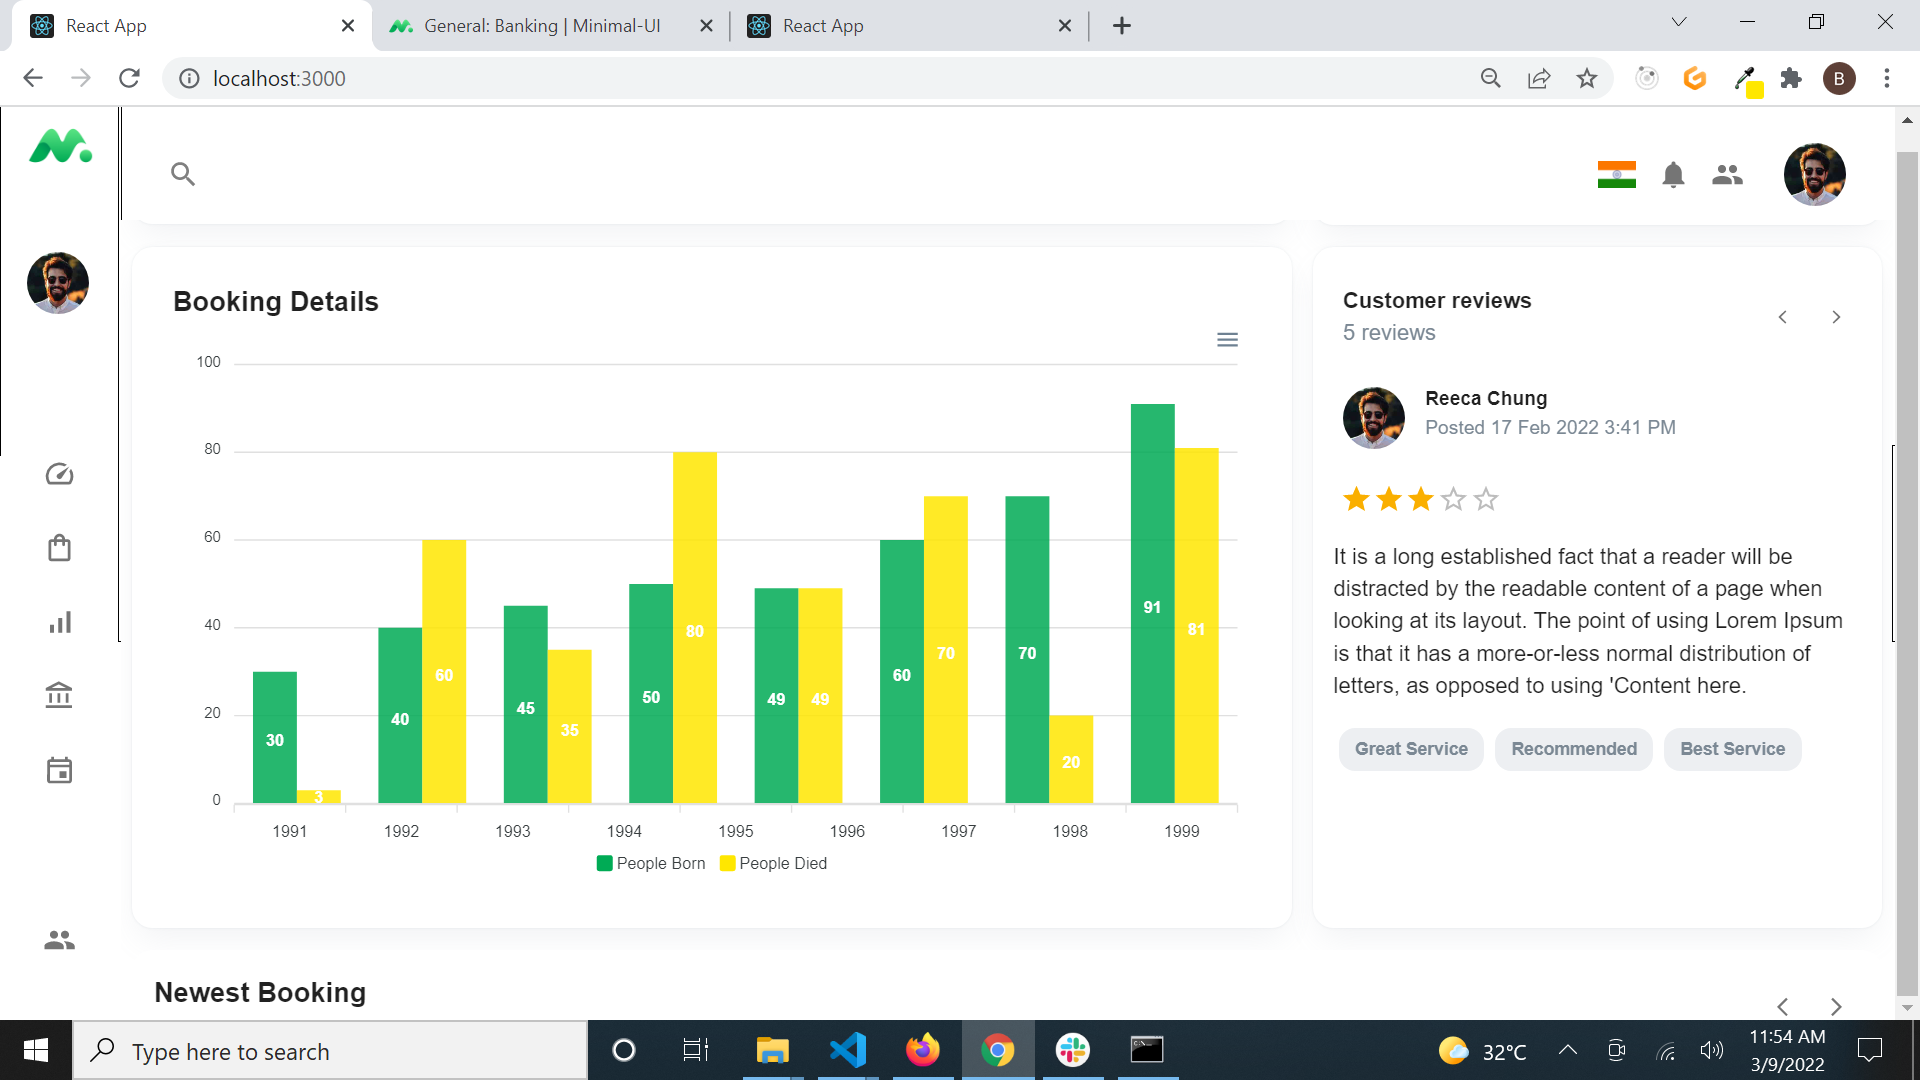 React App
General: Banking | Minimal-UI
React App
localhost:3000
B
Booking Details
100
80
60
40
20
0
30
3
40
60
45
35
50
80
49
49
60
70
70
20
91
81
1991
1992
1993
1994
1995
1996
1997
1998
1999
People Born
People Died
Customer reviews
5 reviews
Reeca Chung
Posted 17 Feb 2022 3:41 PM
It is a long established fact that a reader will be
distracted by the readable content of a page when
looking at its layout. The point of using Lorem Ipsum
is that it has a more-or-less normal distribution of
letters, as opposed to using 'Content here.
Great Service
Recommended
Best Service
Newest Booking
Type here to search
32°C
11:54 AM
3/9/2022